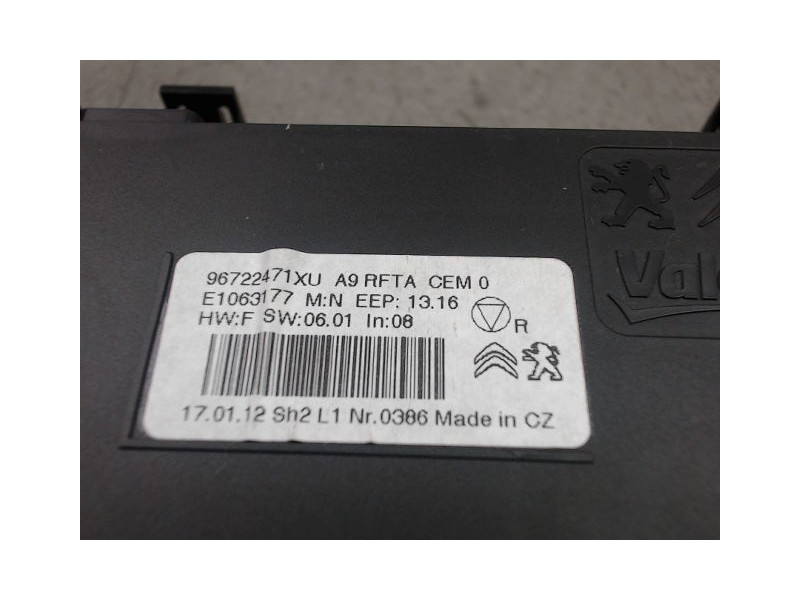 96722471XU A9 RFTA CEM 0
E1063177 M:N EEP: 13.16
HW:F SW:06.01 In:08
R
17.01.12 Sh2 L1 Nr.0386 Made in CZ